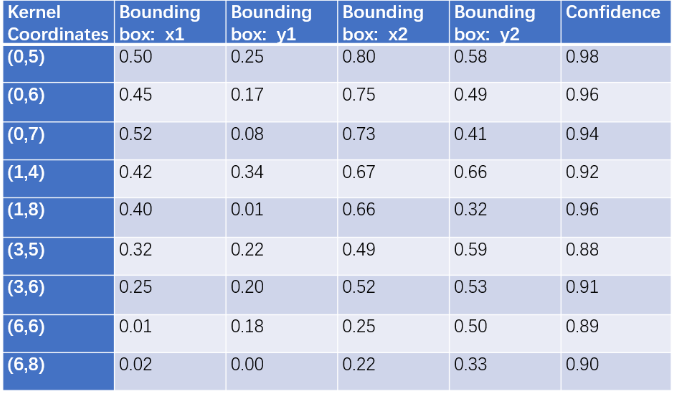 Kernel Coordinates Bounding box: x1 Bounding box: y1 Bounding box: x2 Bounding box: y2 Confidence
(0,5) 0.50 0.25 0.80 0.58 0.98
(0,6) 0.45 0.17 0.75 0.49 0.96
(0,7) 0.52 0.08 0.73 0.41 0.94
(1,4) 0.42 0.34 0.67 0.66 0.92
(1,8) 0.40 0.01 0.66 0.32 0.96
(3,5) 0.32 0.22 0.49 0.59 0.88
(3,6) 0.25 0.20 0.52 0.53 0.91
(6,6) 0.01 0.18 0.25 0.50 0.89
(6,8) 0.02 0.00 0.22 0.33 0.90